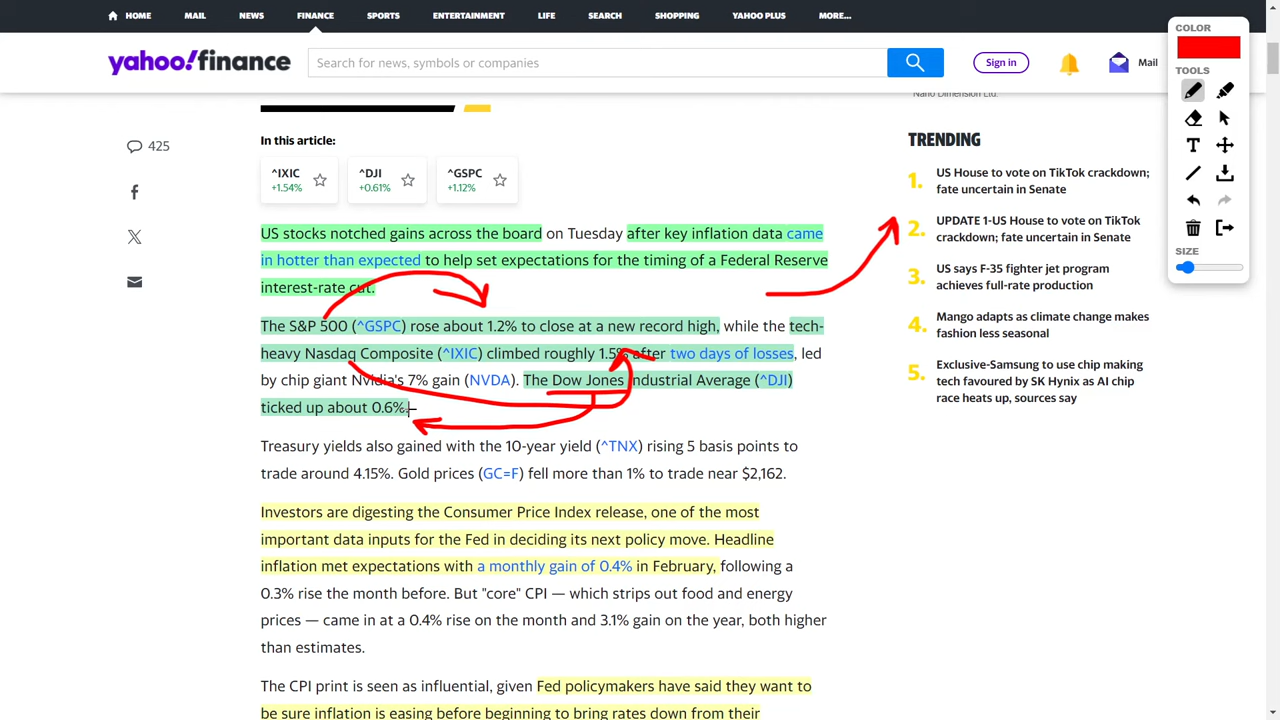 HOME MAIL NEWS FINANCE SPORTS ENTERTAINMENT LIFE SEARCH SHOPPING YAHOO PLUS MORE...
yahoo!finance
Search for news, symbols or companies
Sign in
Mail
COLOR
TOOLS
T
SIZE
425
In this article:
^IXIC
+1.54%
^DJI
+0.61%
^GSPC
+1.12%
US stocks notched gains across the board on Tuesday after key inflation data came
in hotter than expected to help set expectations for the timing of a Federal Reserve
interest-rate cut.
The S&P 500 (^GSPC) rose about 1.2% to close at a new record high, while the tech-
heavy Nasdaq Composite (^IXIC) climbed roughly 1.5% after two days of losses, led
by chip giant Nvidia's 7% gain (NVDA). The Dow Jones Industrial Average (^DJI)
ticked up about 0.6%.
Treasury yields also gained with the 10-year yield (^TNX) rising 5 basis points to
trade around 4.15%. Gold prices (GC=F) fell more than 1% to trade near $2,162.
Investors are digesting the Consumer Price Index release, one of the most
important data inputs for the Fed in deciding its next policy move. Headline
inflation met expectations with a monthly gain of 0.4% in February, following a
0.3% rise the month before. But "core" CPI — which strips out food and energy
prices — came in at a 0.4% rise on the month and 3.1% gain on the year, both higher
than estimates.
The CPI print is seen as influential, given Fed policymakers have said they want to
be sure inflation is easing before beginning to bring rates down from their
Nano Dimension Ltd.
TRENDING
1. US House to vote on TikTok crackdown;
fate uncertain in Senate
2. UPDATE 1-US House to vote on TikTok
crackdown; fate uncertain in Senate
3. US says F-35 fighter jet program
achieves full-rate production
4. Mango adapts as climate change makes
fashion less seasonal
5. Exclusive-Samsung to use chip making
tech favoured by SK Hynix as AI chip
race heats up, sources say